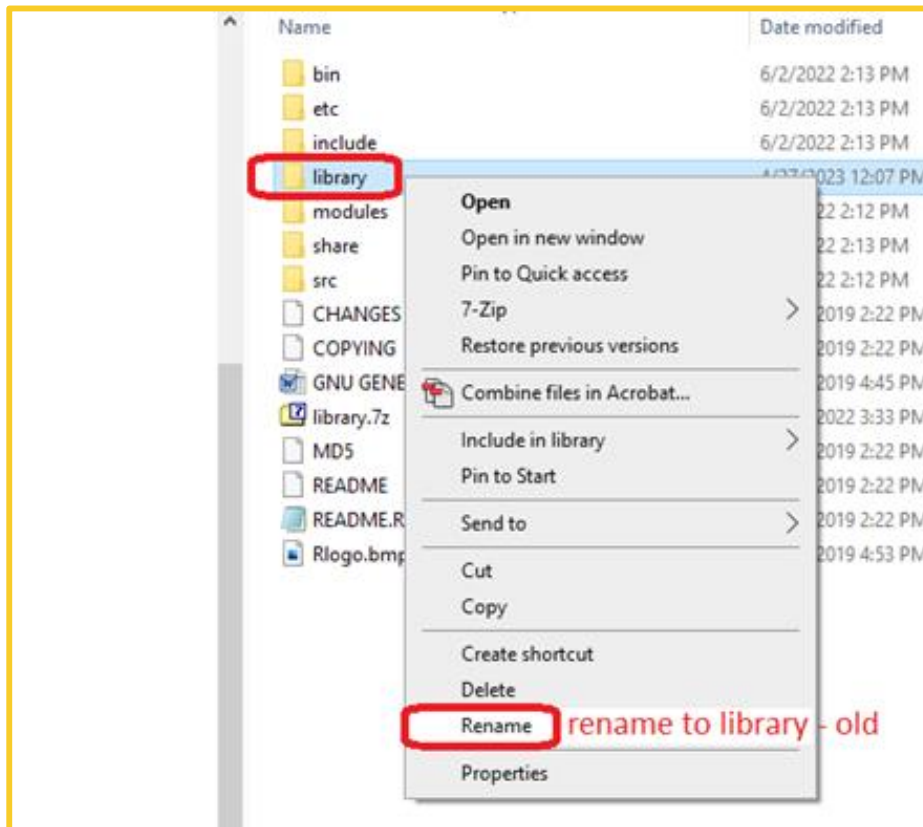 Name Date modified
bin 6/2/2022 2:13 PM
etc 6/2/2022 2:13 PM
include 6/2/2022 2:13 PM
library 4/27/2023 12:07 PM
modules 22 2:12 PM
share 22 2:13 PM
src 22 2:12 PM
CHANGES 2019 2:22 PM
COPYING 2019 2:22 PM
GNU GENE 2019 4:45 PM
library.7z 2022 3:33 PM
MD5 2019 2:22 PM
README 2019 2:22 PM
README.R 2019 2:22 PM
Rlogo.bmp 2019 4:53 PM
Open
Open in new window
Pin to Quick access
7-Zip
Restore previous versions
Combine files in Acrobat...
Include in library
Pin to Start
Send to
Cut
Copy
Create shortcut
Delete
Rename rename to library - old
Properties